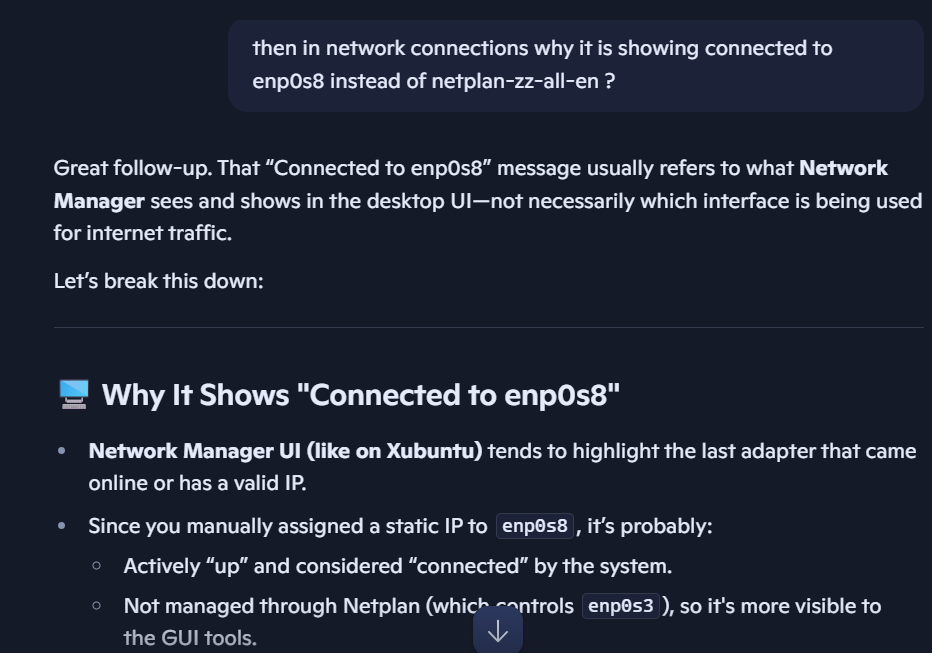 then in network connections why it is showing connected to
enp0s8 instead of netplan-zz-all-en ?
Great follow-up. That “Connected to enp0s8” message usually refers to what Network
Manager sees and shows in the desktop UI—not necessarily which interface is being used
for internet traffic.
Let’s break this down:
Why It Shows "Connected to enp0s8"
• Network Manager UI (like on Xubuntu) tends to highlight the last adapter that came
online or has a valid IP.
• Since you manually assigned a static IP to enp0s8, it’s probably:
○ Actively “up” and considered “connected” by the system.
○ Not managed through Netplan (which controls enp0s3), so it's more visible to
the GUI tools.